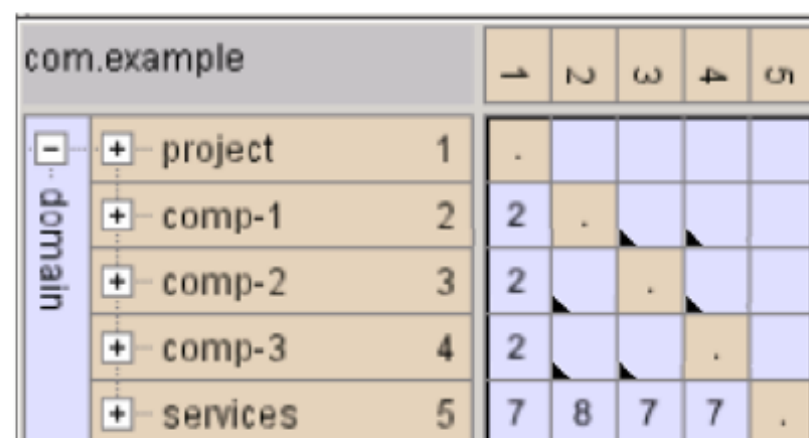 com.example 1 2 3 4 5
domain
project 1 .
comp-1 2 2 .
comp-2 3 2 .
comp-3 4 2 .
services 5 7 8 7 7 .